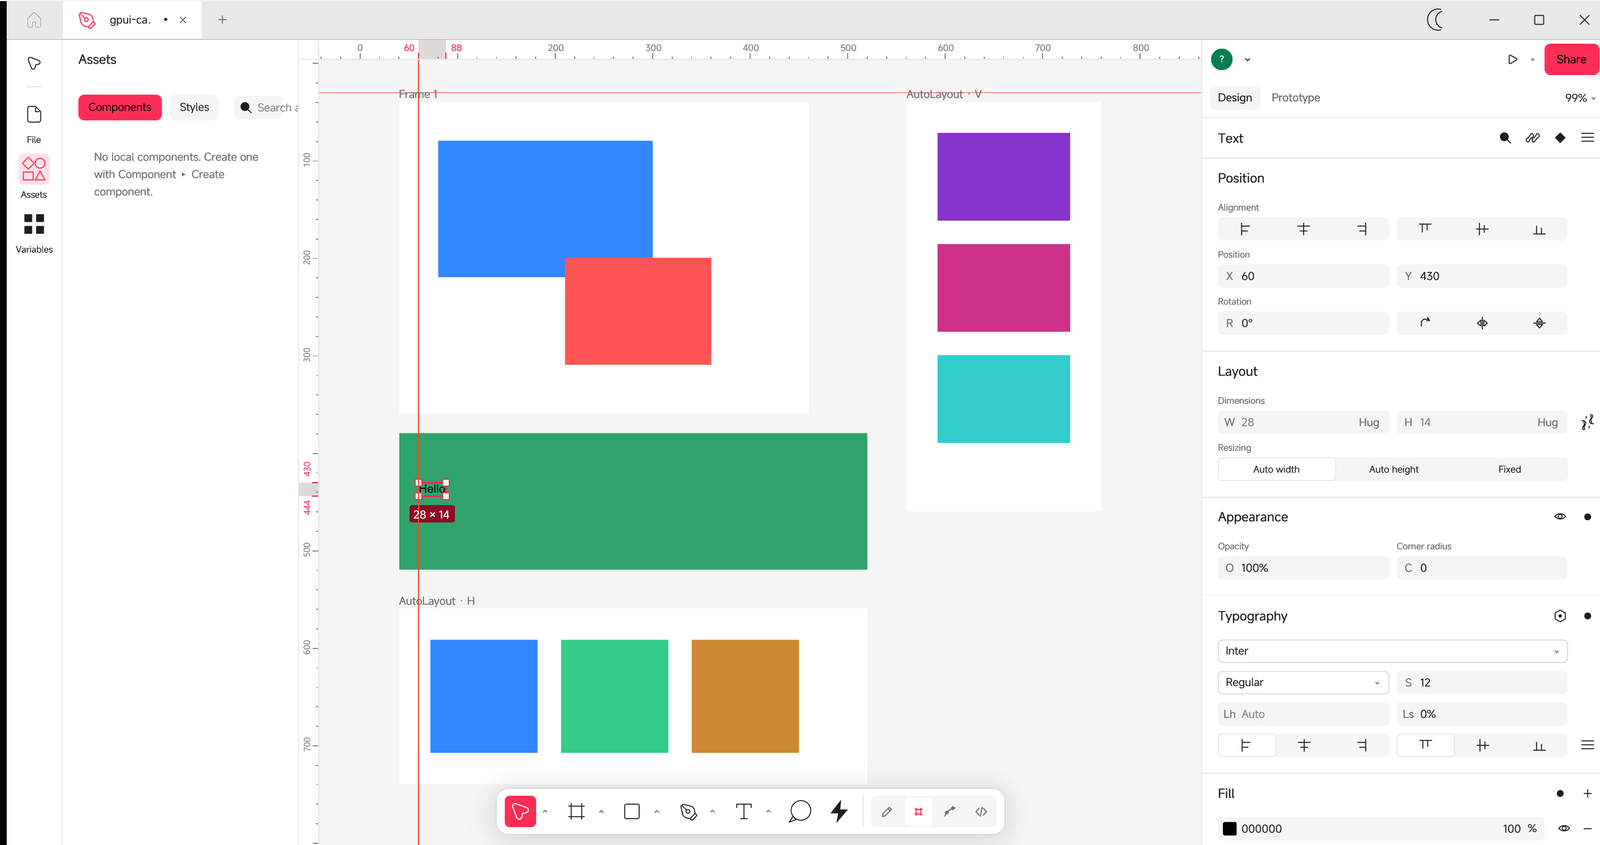 gpui-ca.
Assets
Components
Styles
Search a
No local components. Create one
with Component ▸ Create
component.
File
Assets
Variables
0
60
88
200
300
400
500
600
700
800
100
200
300
430
444
500
600
700
Frame 1
AutoLayout · V
Hello
28 × 14
AutoLayout · H
?
Share
Design
Prototype
99%
Text
Position
Alignment
Position
X 60
Y 430
Rotation
R 0°
Layout
Dimensions
W 28 Hug
H 14 Hug
Resizing
Auto width
Auto height
Fixed
Appearance
Opacity
Corner radius
O 100%
C 0
Typography
Inter
Regular
S 12
Lh Auto
Ls 0%
Fill
000000
100 %